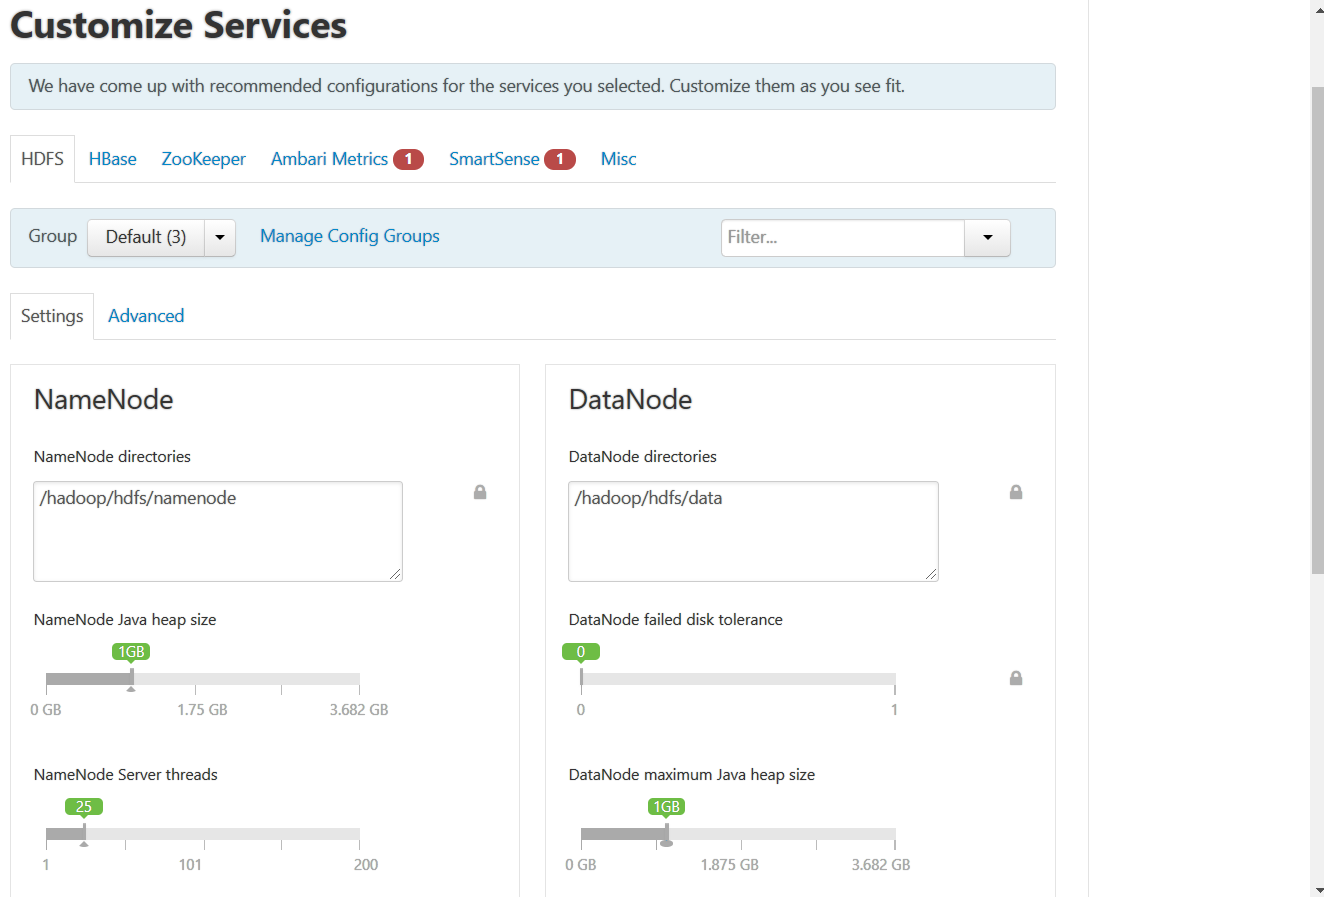 Customize Services
We have come up with recommended configurations for the services you selected. Customize them as you see fit.
HDFS HBase ZooKeeper Ambari Metrics 1 SmartSense 1 Misc
Group Default (3) Manage Config Groups Filter...
Settings Advanced
NameNode
NameNode directories
/hadoop/hdfs/namenode
NameNode Java heap size
1GB
0 GB 1.75 GB 3.682 GB
NameNode Server threads
25
1 101 200
DataNode
DataNode directories
/hadoop/hdfs/data
DataNode failed disk tolerance
0
0 1
DataNode maximum Java heap size
1GB
0 GB 1.875 GB 3.682 GB